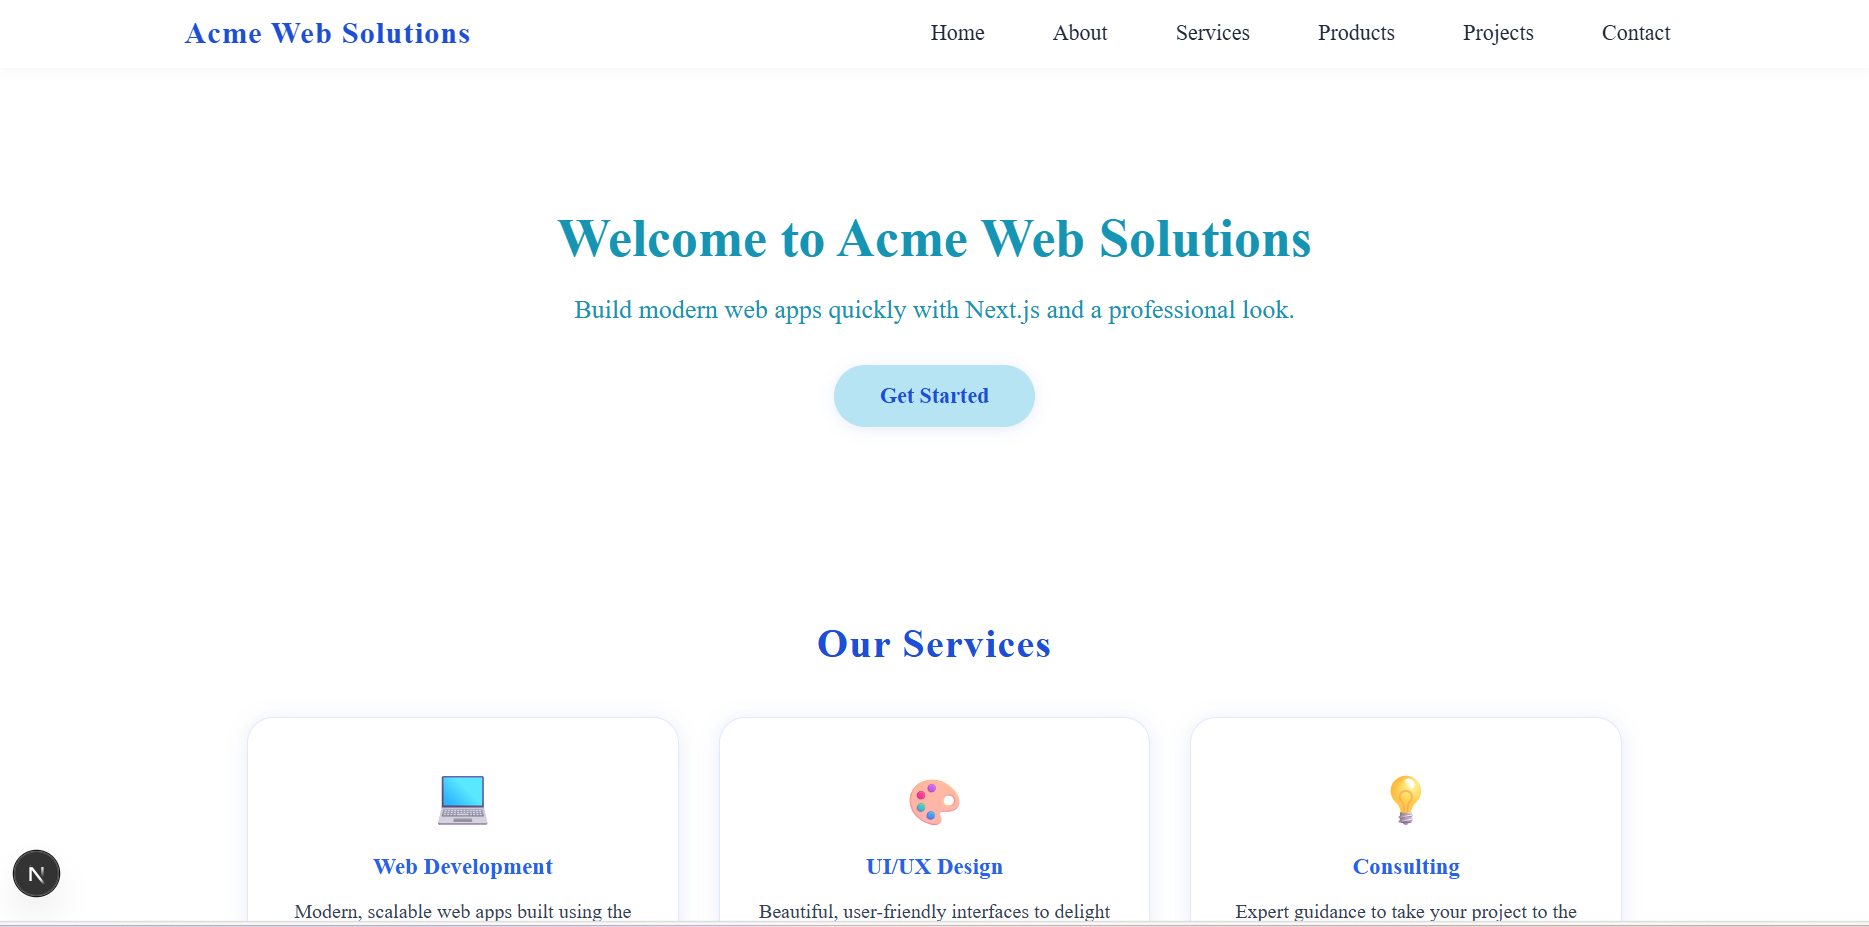 Acme Web Solutions
Home About Services Products Projects Contact
Welcome to Acme Web Solutions
Build modern web apps quickly with Next.js and a professional look.
Get Started
Our Services
Web Development
Modern, scalable web apps built using the
UI/UX Design
Beautiful, user-friendly interfaces to delight
Consulting
Expert guidance to take your project to the
N